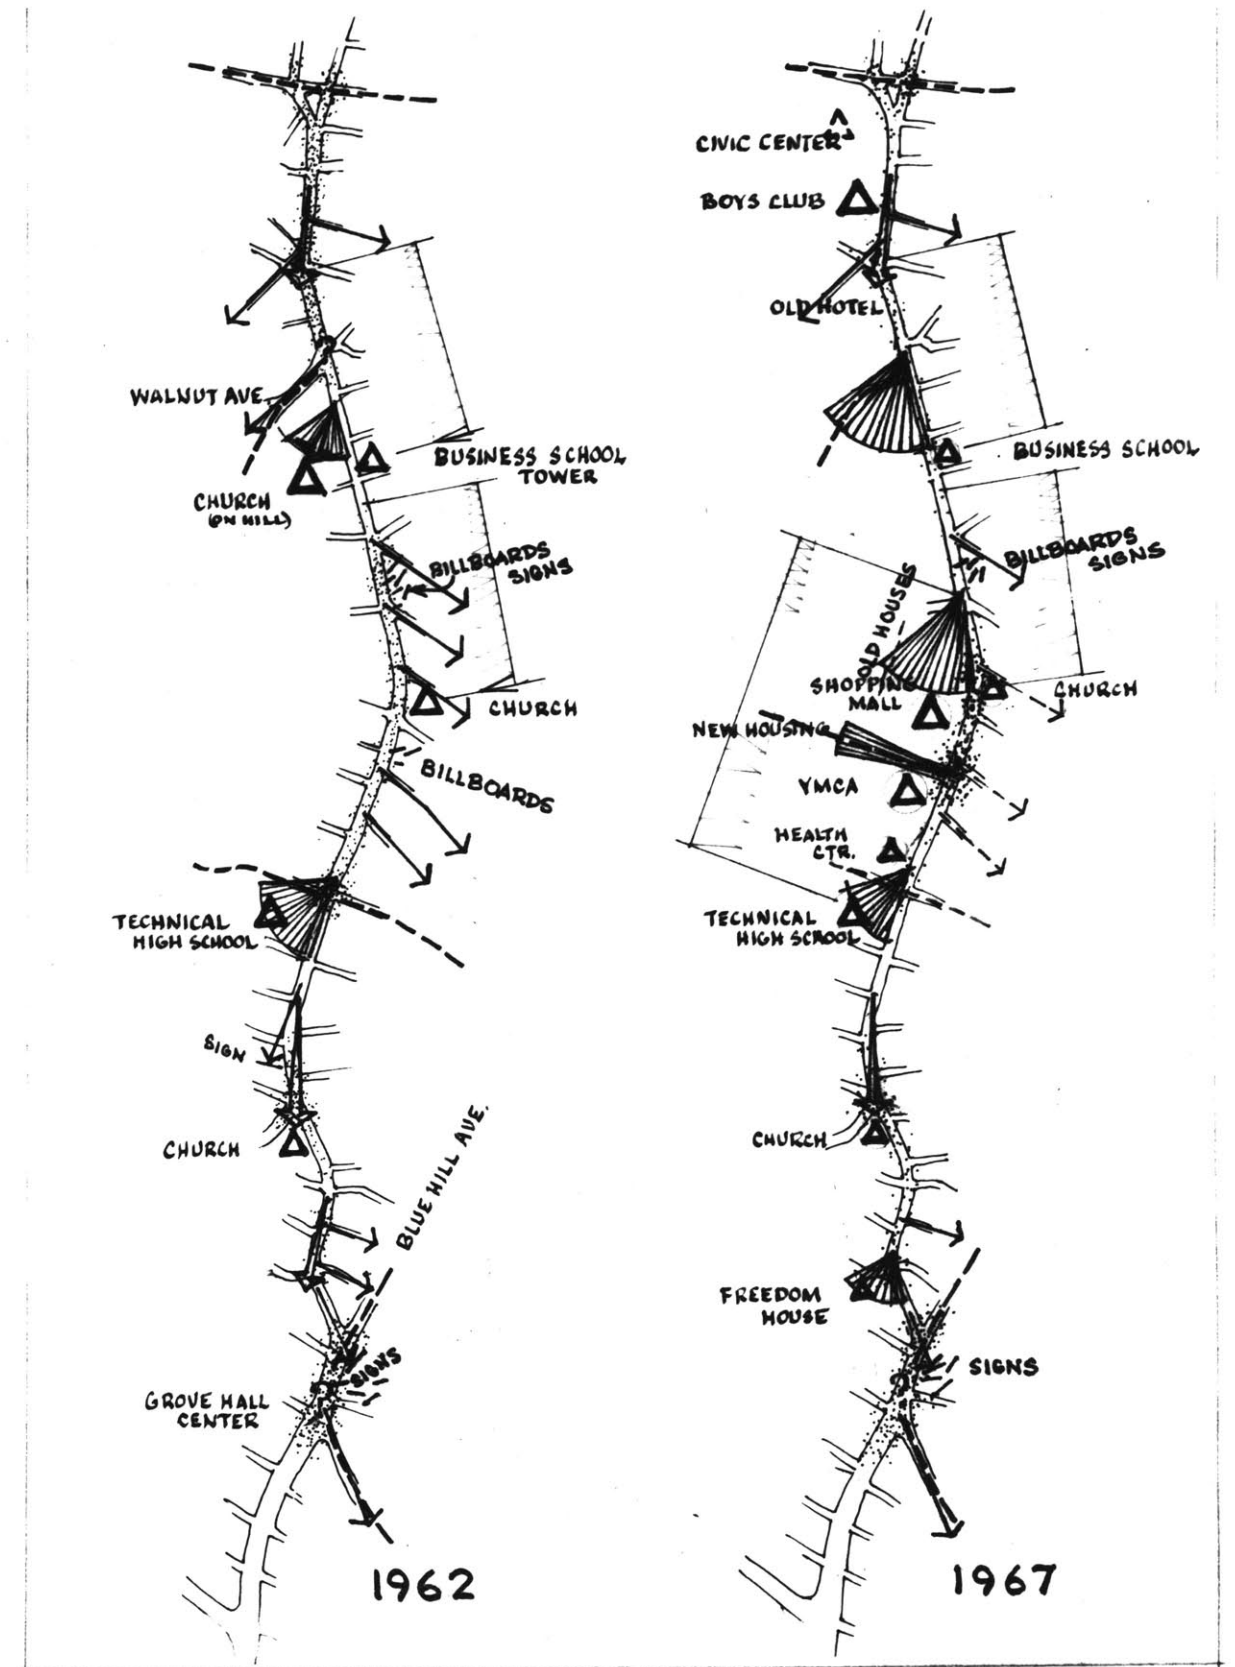 WALNUT AVE.
BUSINESS SCHOOL
TOWER
CHURCH
(ON HILL)
BILLBOARDS
SIGNS
CHURCH
BILLBOARDS
TECHNICAL
HIGH SCHOOL
SIGN
CHURCH
BLUE HILL AVE.
SIGNS
GROVE HALL
CENTER
1962
CIVIC CENTER
BOYS CLUB
OLD HOTEL
BUSINESS SCHOOL
BILLBOARDS
SIGNS
OLD HOUSES
SHOPPING
MALL
CHURCH
NEW HOUSING
YMCA
HEALTH
CTR.
TECHNICAL
HIGH SCHOOL
CHURCH
FREEDOM
HOUSE
SIGNS
1967